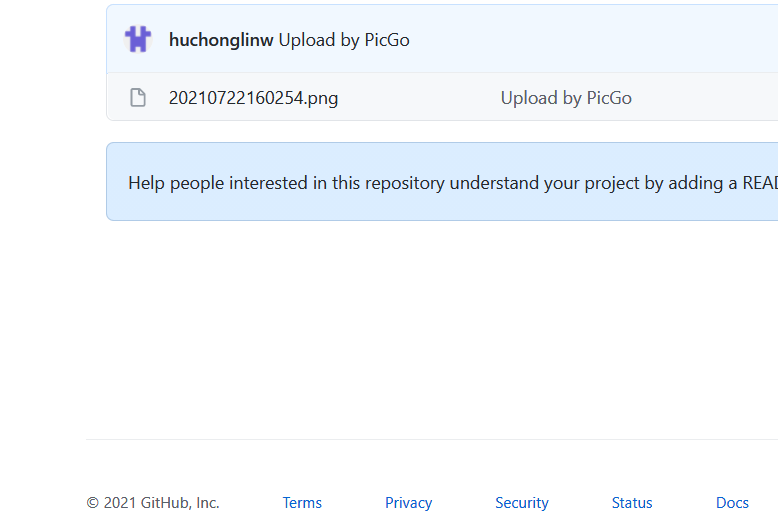 huchonglinw Upload by PicGo
20210722160254.png Upload by PicGo
Help people interested in this repository understand your project by adding a READ
© 2021 GitHub, Inc. Terms Privacy Security Status Docs